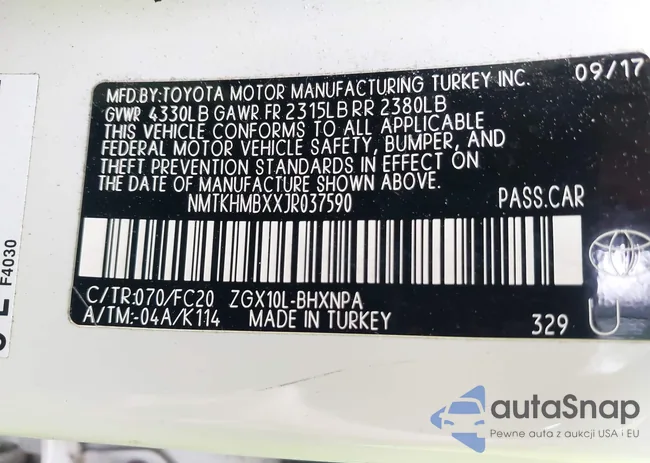 MFD.BY:TOYOTA MOTOR MANUFACTURING TURKEY INC. 09/17
GVWR 4330LB GAWR FR 2315LB RR 2380LB
THIS VEHICLE CONFORMS TO ALL APPLICABLE
FEDERAL MOTOR VEHICLE SAFETY, BUMPER, AND
THEFT PREVENTION STANDARDS IN EFFECT ON
THE DATE OF MANUFACTURE SHOWN ABOVE.
NMTKHMBXXJR037590 PASS.CAR
C/TR:070/FC20 ZGX10L-BHXNPA
A/TM:-04A/K114 MADE IN TURKEY 329
F4030
autaSnap
Pewne auta z aukcji USA i EU